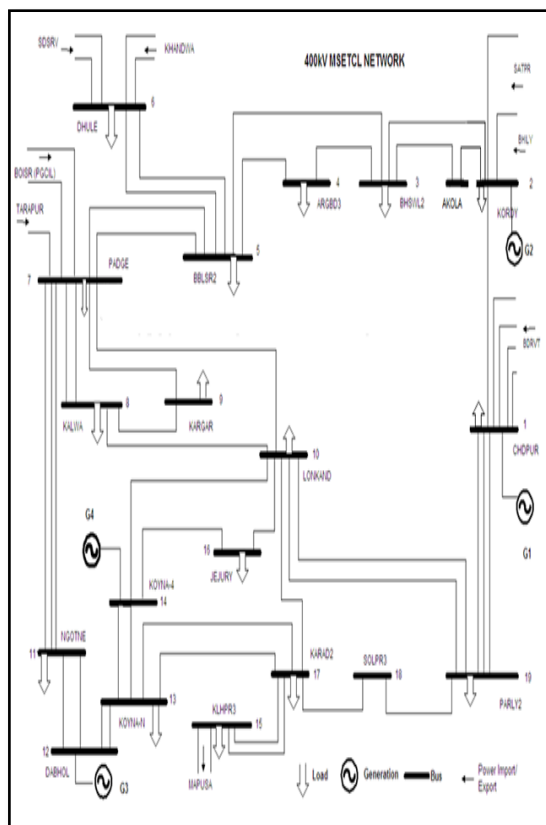 400kV MSETCL NETWORK
SDSRV
KHANDWA
SATPR
6
DHULE
BHLY
BOISR (PGCIL)
TARAPUR
4
ARGBD3
3
BHSWL2
AKOLA
2
KORDY
G2
PADGE
7
5
BBLSR2
BDRVT
8
KALWA
9
KARGAR
1
CHDPUR
10
LONKAND
G4
G1
16
JEJURY
KOYNA-4
14
NGOTNE
11
KARAD2
17
SOLPR3
18
19
PARLY2
13
KOYNA-N
KLHPR3
15
12
DABHOL
G3
MAPUSA
Load
Generation
Bus
Power Import/
Export